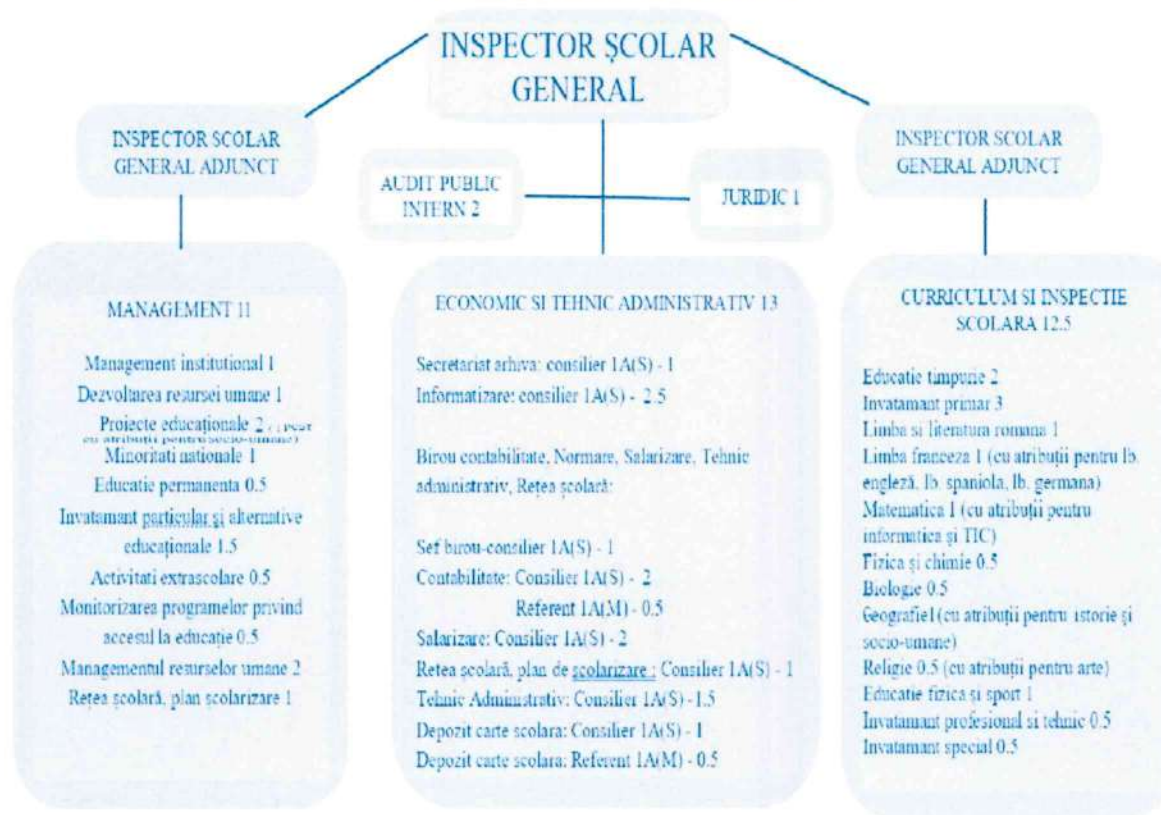 INSPECTOR ȘCOLAR
GENERAL
INSPECTOR SCOLAR
GENERAL ADJUNCT
AUDIT PUBLIC
INTERN 2
JURIDIC 1
INSPECTOR SCOLAR
GENERAL ADJUNCT
MANAGEMENT 11
Management institutional 1
Dezvoltarea resursei umane 1
Proiecte educaționale 2
cu atribuții pentru socio-umane)
Minoritati nationale 1
Educatie permanenta 0.5
Invatamant particular și alternative
educaționale 1.5
Activitati extrascolare 0.5
Monitorizarea programelor privind
accesul la educație 0.5
Managementul resurselor umane 2
Rețea școlară, plan scolarizare 1
ECONOMIC SI TEHNIC ADMINISTRATIV 13
Secretariat arhiva: consilier 1A(S) - 1
Informatizare: consilier 1A(S) - 2.5
Birou contabilitate, Normare, Salarizare, Tehnic
administrativ, Rețea școlară:
Sef birou-consilier 1A(S) - 1
Contabilitate: Consilier 1A(S) - 2
Referent 1A(M) - 0.5
Salarizare: Consilier 1A(S) - 2
Retea școlară, plan de școlarizare : Consilier 1A(S) - 1
Tehnic Administrativ: Consilier 1A(S) -1.5
Depozit carte scolara: Consilier 1A(S) - 1
Depozit carte scolara: Referent 1A(M) - 0.5
CURRICULUM SI INSPECTIE
SCOLARA 12.5
Educatie timpurie 2
Invatamant primar 3
Limba si literatura romana 1
Limba franceza 1 (cu atribuții pentru lb.
engleză, lb. spaniola, lb. germana)
Matematica 1 (cu atribuții pentru
informatica și TIC)
Fizica și chimie 0.5
Biologie 0.5
Geografie1 (cu atribuții pentru istorie și
socio-umane)
Religie 0.5 (cu atribuții pentru arte)
Educatie fizica și sport 1
Invatamant profesional si tehnic 0.5
Invatamant special 0.5